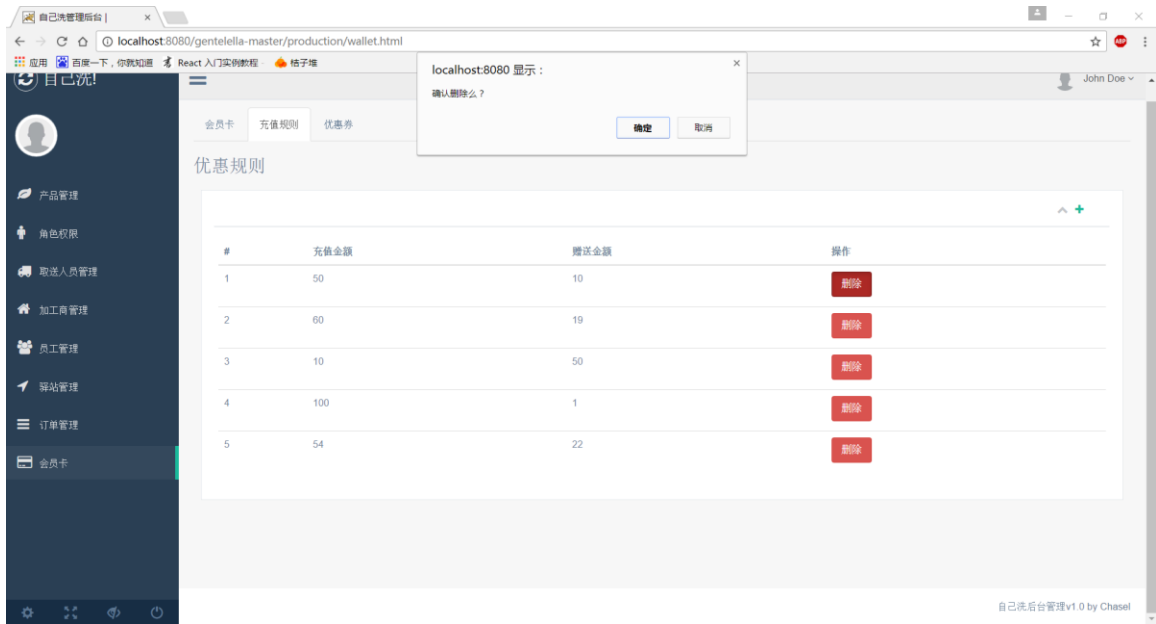 自己洗管理后台 |
localhost:8080/gentelella-master/production/wallet.html
ABP
应用 百度一下,你就知道 React 入门实例教程 桔子堆
localhost:8080 显示:
确认删除么?
确定 取消
自己洗!
John Doe
会员卡 充值规则 优惠券
优惠规则
产品管理
角色权限
取送人员管理
加工商管理
员工管理
驿站管理
订单管理
会员卡
# 充值金额 赠送金额 操作
1 50 10 删除
2 60 19 删除
3 10 50 删除
4 100 1 删除
5 54 22 删除
自己洗后台管理v1.0 by Chasel